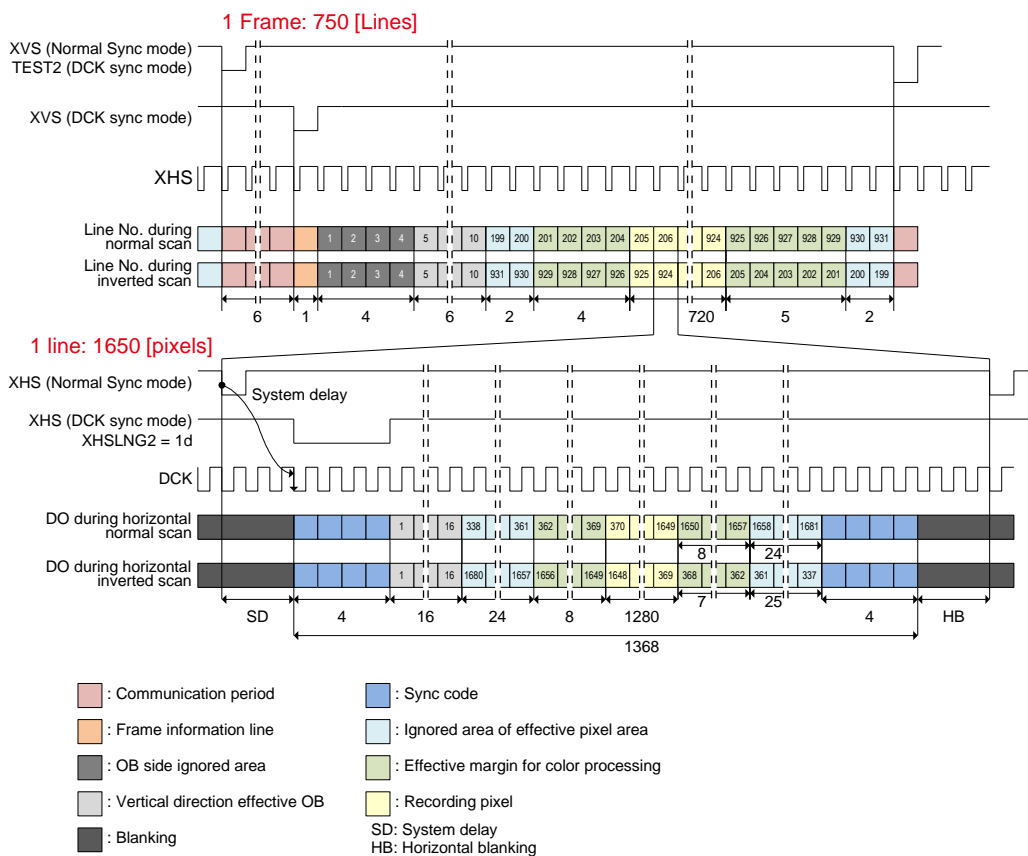 1 Frame: 750 [Lines]
XVS (Normal Sync mode)
TEST2 (DCK sync mode)
XVS (DCK sync mode)
XHS
Line No. during normal scan
1 2 3 4 5 10 199 200 201 202 203 204 205 206 924 925 926 927 928 929 930 931
Line No. during inverted scan
1 2 3 4 5 10 931 930 929 928 927 926 925 924 206 205 204 203 202 201 200 199
6 1 4 6 2 4 720 5 2
1 line: 1650 [pixels]
XHS (Normal Sync mode)
System delay
XHS (DCK sync mode)
XHSLNG2 = 1d
DCK
DO during horizontal normal scan
1 16 338 361 362 369 370 1649 1650 1657 1658 1681
8 24
DO during horizontal inverted scan
1 16 1680 1657 1656 1649 1648 369 368 362 361 337
7 25
SD 4 16 24 8 1280 4 HB
1368
: Communication period
: Sync code
: Frame information line
: Ignored area of effective pixel area
: OB side ignored area
: Effective margin for color processing
: Vertical direction effective OB
: Recording pixel
: Blanking
SD: System delay
HB: Horizontal blanking